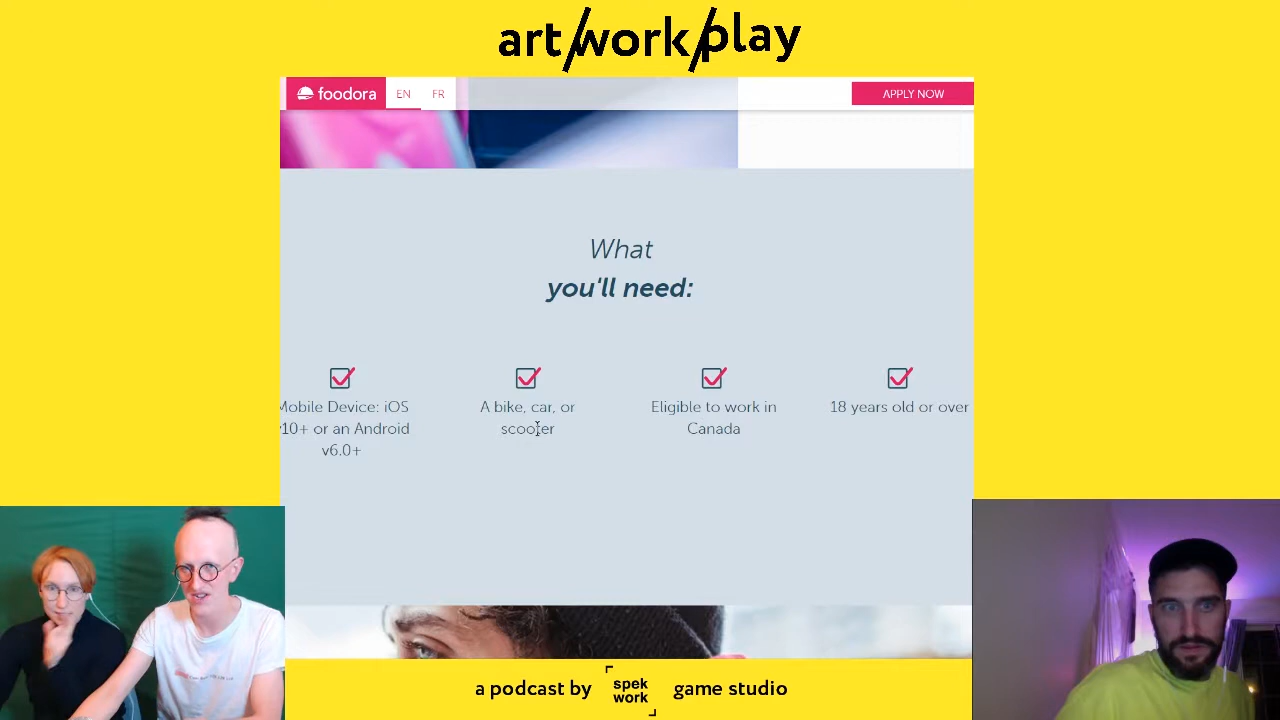 art/work/play
foodora
EN
FR
APPLY NOW
What
you'll need:
Mobile Device: iOS
v10+ or an Android
v6.0+
A bike, car, or
scooter
Eligible to work in
Canada
18 years old or over
a podcast by
spek
work
game studio